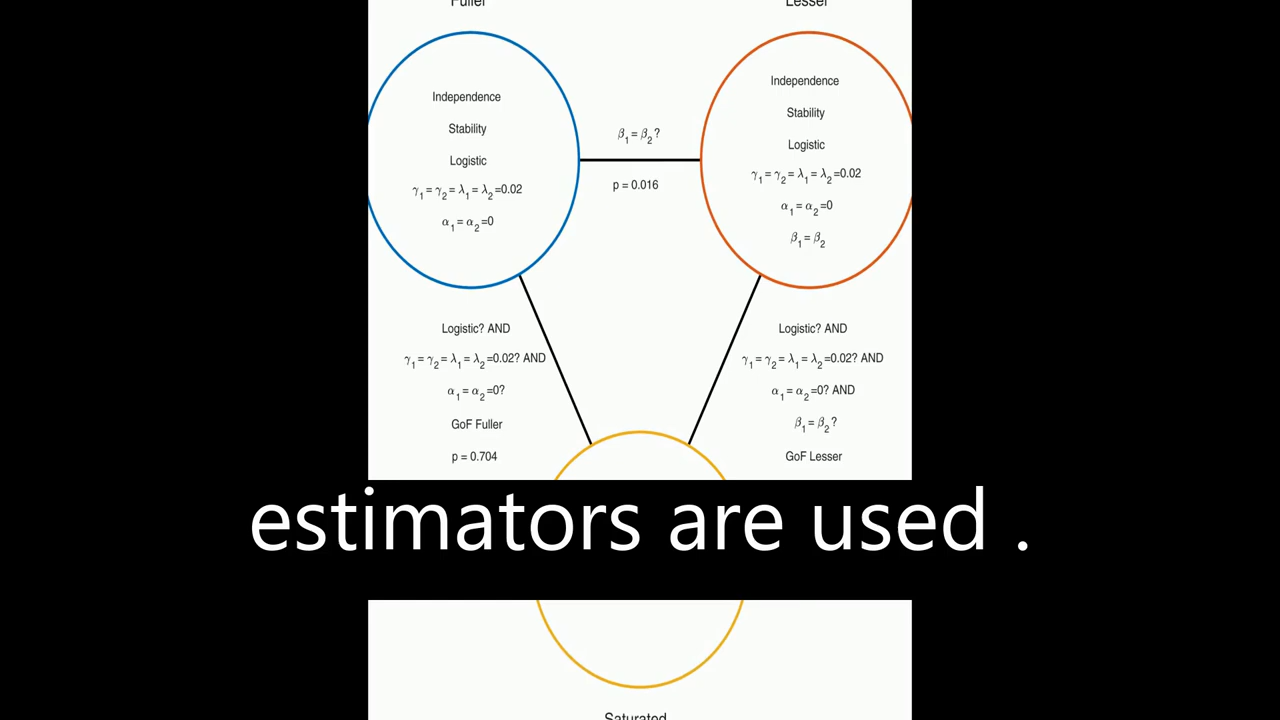 Fuller
Lesser
Independence
Stability
Logistic
γ1 = γ2 = λ1 = λ2 =0.02
α1 = α2 =0
β1 = β2 ?
p = 0.016
Independence
Stability
Logistic
γ1 = γ2 = λ1 = λ2 =0.02
α1 = α2 =0
β1 = β2
Logistic? AND
γ1 = γ2 = λ1 = λ2 =0.02? AND
α1 = α2 =0?
GoF Fuller
p = 0.704
Logistic? AND
γ1 = γ2 = λ1 = λ2 =0.02? AND
α1 = α2 =0? AND
β1 = β2 ?
GoF Lesser
estimators are used .
Saturated